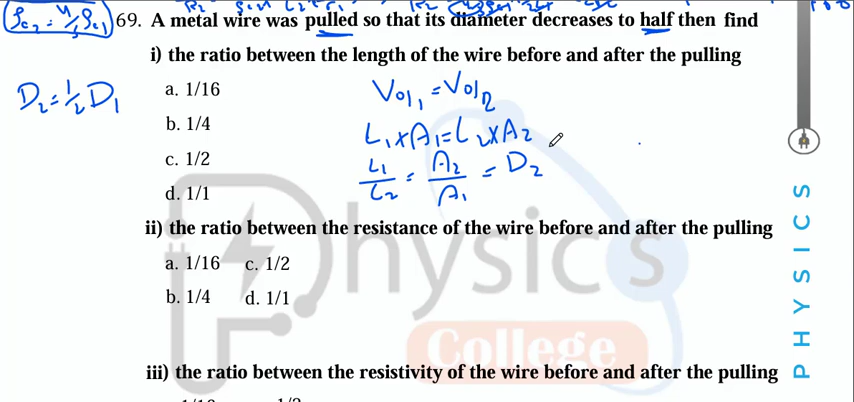 69. A metal wire was pulled so that its diameter decreases to half then find
i) the ratio between the length of the wire before and after the pulling
D₂=½D₁
a. 1/16
b. 1/4
c. 1/2
d. 1/1
Vol₁ = Vol₂
L₁×A₁=L₂×A₂
L₁/L₂ = A₂/A₁ = D₂
ii) the ratio between the resistance of the wire before and after the pulling
a. 1/16 c. 1/2
b. 1/4 d. 1/1
Physics
College
iii) the ratio between the resistivity of the wire before and after the pulling
PHYSICS